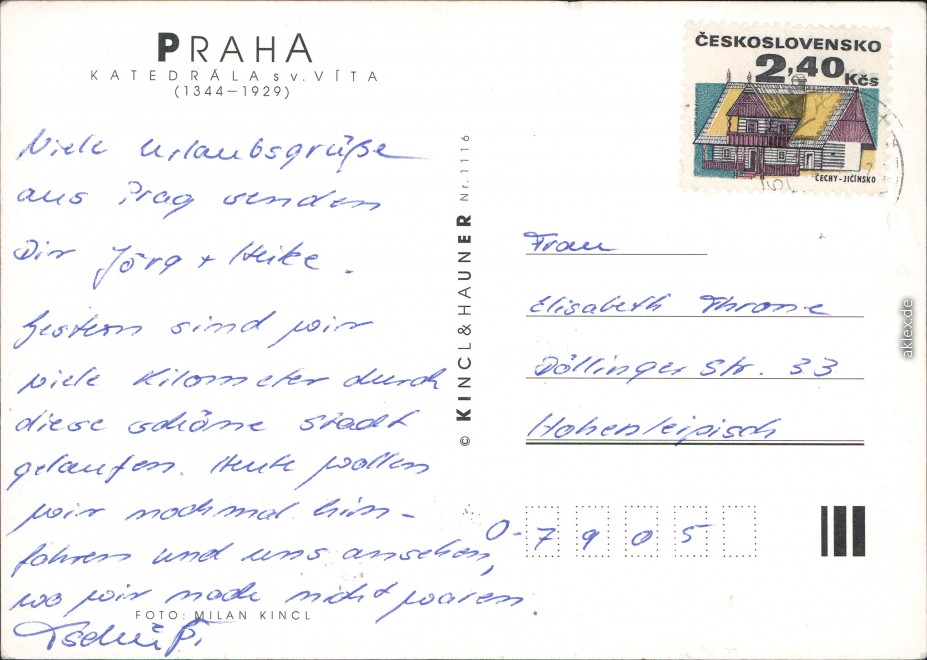 PRAHA
KATEDRÁLA sv. VÍTA
(1344–1929)
Viele Urlaubsgrüße
aus Prag senden
Dir Jörg + Heike.
Gestern sind wir
viele Kilometer durch
diese schöne Stadt
gelaufen. Heute wollen
wir nochmal hin-
fahren und uns ansehen,
wo wir noch nicht waren.
Tschüß.
FOTO: MILAN KINCL
© KINCL & HAUNER Nr. 1116
ČESKOSLOVENSKO
2,40 Kčs
ČECHY - JIČÍNSKO
Frau
Elisabeth Throne
Döllinger Str. 33
Hohenleipisch
O-7905
aklex.de